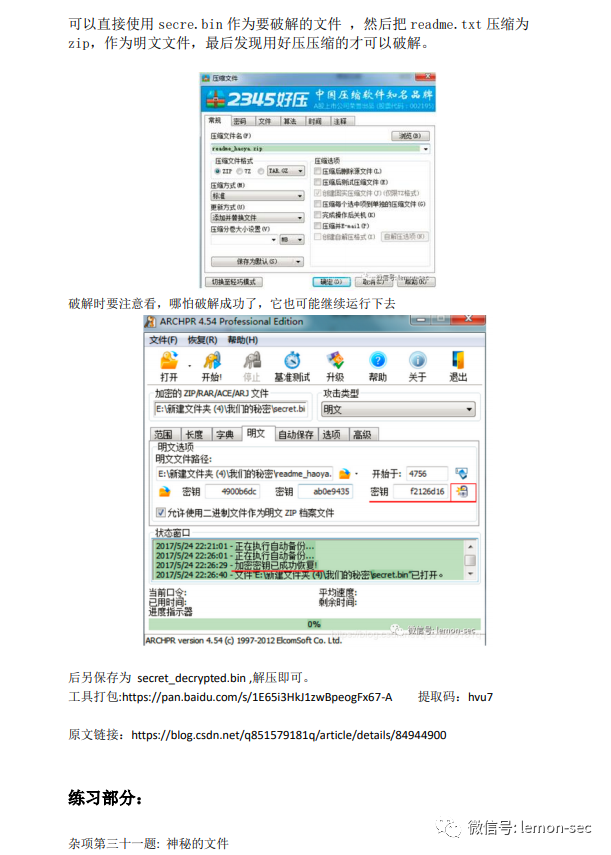 可以直接使用 secre.bin 作为要破解的文件 ，然后把 readme.txt 压缩为
zip，作为明文文件，最后发现用好压压缩的才可以破解。
压缩文件
2345好压 中国压缩软件知名品牌
常规 密码 文件 算法 时间 注释
压缩文件名(F) 浏览(B)
readme_haoya.zip
压缩文件格式 压缩选项
ZIP 7Z TAR.GZ 压缩后删除源文件(L)
压缩后测试压缩文件(K)
压缩方式(M)
标准 压缩每个选中项到单独的压缩文件(G)
更新方式(U) 完成操作后关机(X)
添加并替换文件 压缩并E-mail(P)
压缩分卷大小设置(V) 创建自解压格式(X) 自解压选项(R)
MB
保存为默认(S)
切换至轻巧模式 确定(O) 取消(C) 帮助(H)
微信号: lemon-sec
破解时要注意看，哪怕破解成功了，它也可能继续运行下去
ARCHPR 4.54 Professional Edition
文件(F) 恢复(R) 帮助(H)
打开 开始! 停止 基准测试 升级 帮助 关于 退出
加密的 ZIP/RAR/ACE/ARJ 文件 攻击类型
E:\新建文件夹 (4)\我们的秘密\secret.bi 明文
范围 长度 字典 明文 自动保存 选项 高级
明文选项
明文文件路径:
E:\新建文件夹 (4)\我们的秘密\readme_haoya. 开始于: 4756
密钥 4900b6dc 密钥 ab0e9435 密钥 f2126d16
允许使用二进制文件作为明文 ZIP 档案文件
状态窗口
2017/5/24 22:21:01 - 正在执行自动备份...
2017/5/24 22:26:01 - 正在执行自动备份...
2017/5/24 22:26:29 - 加密密钥已成功恢复!
2017/5/24 22:26:40 - 文件"E:\新建文件夹 (4)\我们的秘密\secret.bin"已打开。
当前口令: 平均速度:
已用时间: 剩余时间:
进度指示器
0%
ARCHPR version 4.54 (c) 1997-2012 ElcomSoft Co. Ltd.
微信号: lemon-sec
后另保存为 secret_decrypted.bin ,解压即可。
工具打包:https://pan.baidu.com/s/1E65i3HkJ1zwBpeogFx67-A 提取码：hvu7
原文链接：https://blog.csdn.net/q851579181q/article/details/84944900
练习部分：
微信号: lemon-sec
杂项第三十一题: 神秘的文件